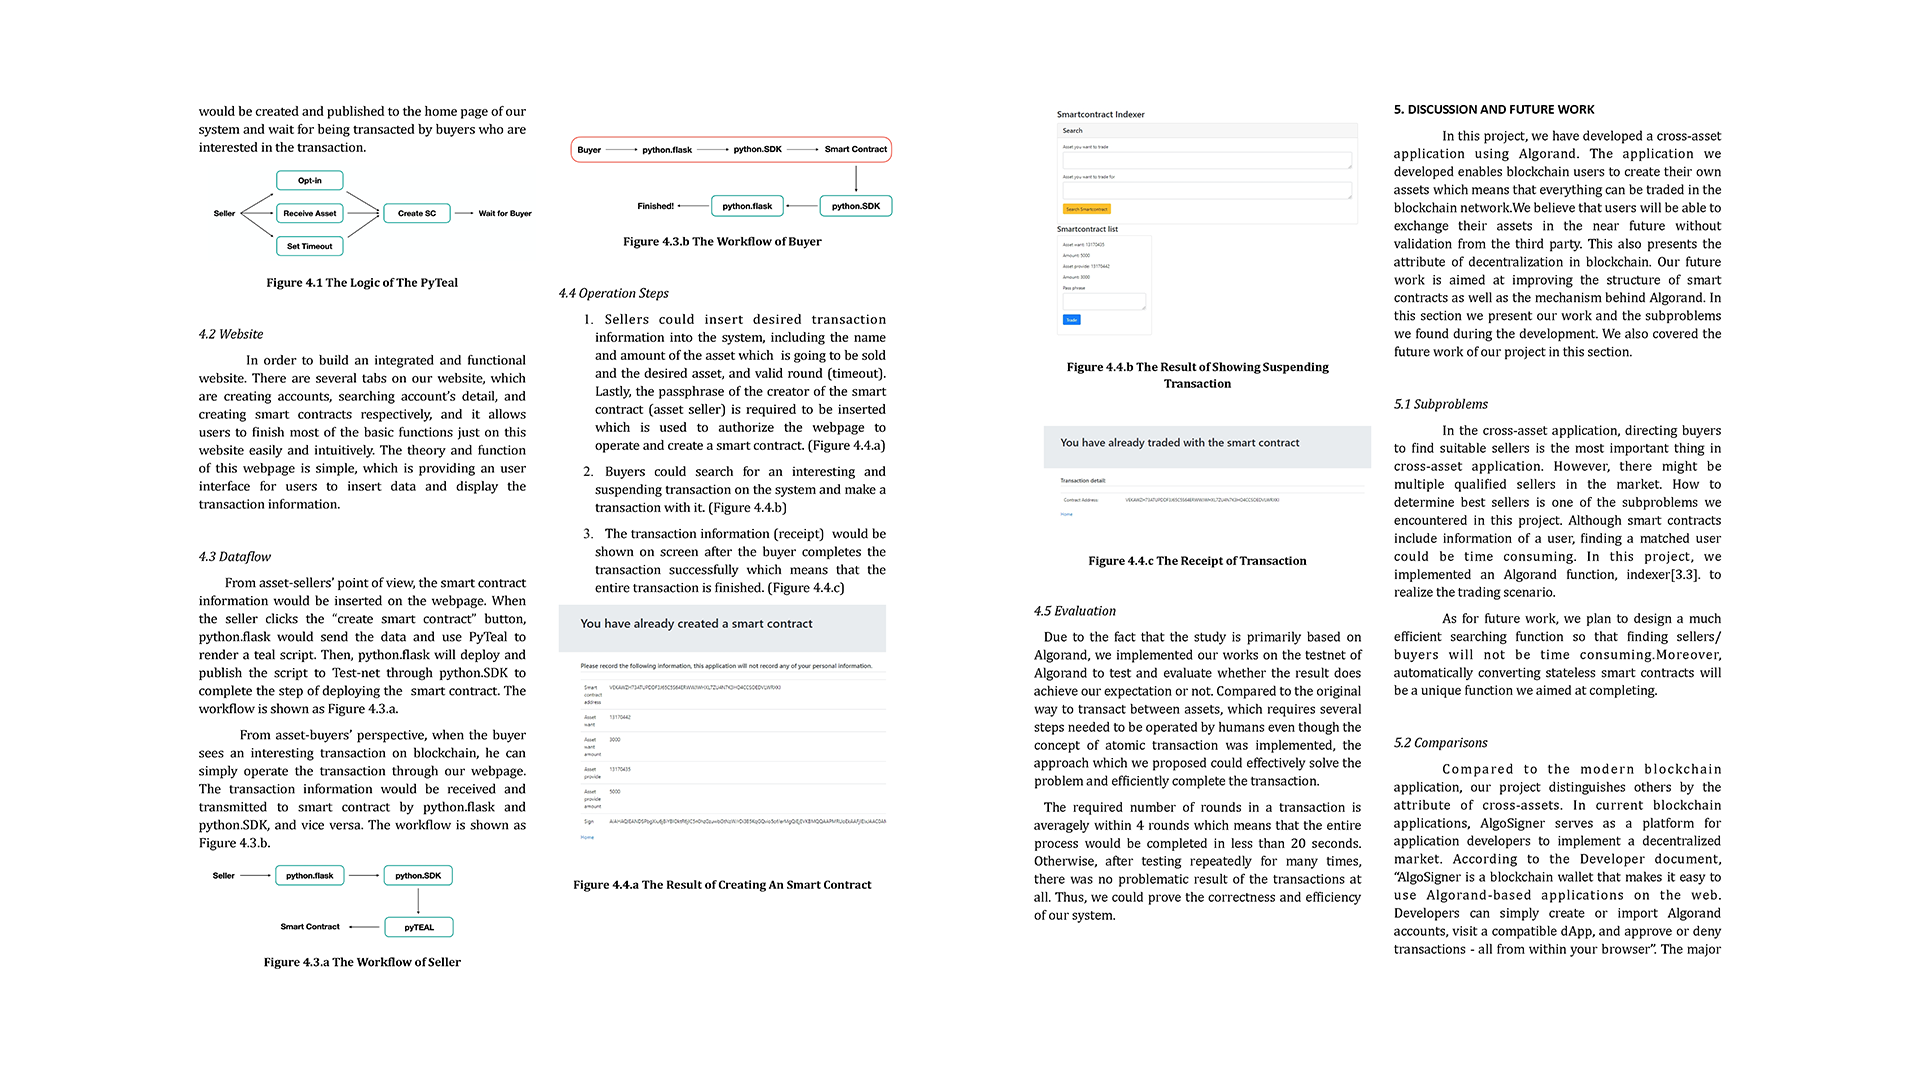 would be created and published to the home page of our
system and wait for being transacted by buyers who are
interested in the transaction.
Opt-in
Seller
Receive Asset
Create SC
Wait for Buyer
Set Timeout
Figure 4.1 The Logic of The PyTeal
4.2 Website
In order to build an integrated and functional
website. There are several tabs on our website, which
are creating accounts, searching account's detail, and
creating smart contracts respectively, and it allows
users to finish most of the basic functions just on this
website easily and intuitively. The theory and function
of this webpage is simple, which is providing an user
interface for users to insert data and display the
transaction information.
4.3 Dataflow
From asset-sellers' point of view, the smart contract
information would be inserted on the webpage. When
the seller clicks the “create smart contract” button,
python.flask would send the data and use PyTeal to
render a teal script. Then, python.flask will deploy and
publish the script to Test-net through python.SDK to
complete the step of deploying the smart contract. The
workflow is shown as Figure 4.3.a.
From asset-buyers' perspective, when the buyer
sees an interesting transaction on blockchain, he can
simply operate the transaction through our webpage.
The transaction information would be received and
transmitted to smart contract by python.flask and
python.SDK, and vice versa. The workflow is shown as
Figure 4.3.b.
Seller
python.flask
python.SDK
Smart Contract
pyTEAL
Figure 4.3.a The Workflow of Seller
Buyer
python.flask
python.SDK
Smart Contract
Finished!
python.flask
python.SDK
Figure 4.3.b The Workflow of Buyer
4.4 Operation Steps
1. Sellers could insert desired transaction
information into the system, including the name
and amount of the asset which is going to be sold
and the desired asset, and valid round (timeout).
Lastly, the passphrase of the creator of the smart
contract (asset seller) is required to be inserted
which is used to authorize the webpage to
operate and create a smart contract. (Figure 4.4.a)
2. Buyers could search for an interesting and
suspending transaction on the system and make a
transaction with it. (Figure 4.4.b)
3. The transaction information (receipt) would be
shown on screen after the buyer completes the
transaction successfully which means that the
entire transaction is finished. (Figure 4.4.c)
You have already created a smart contract
Please record the following information, this application will not record any of your personal information.
Smart
contract
address
Asset
want
13170442
Asset
want
amount
3000
Asset
provide
13170435
Asset
provide
amount
5000
Sign
Home
Figure 4.4.a The Result of Creating An Smart Contract
Smartcontract Indexer
Search
Asset you want to trade
Asset you want to trade for
Search Smartcontract
Smartcontract list
Asset want: 13170435
Amount: 5000
Asset provide: 13170442
Amount: 3000
Pass phrase
Trade
Figure 4.4.b The Result of Showing Suspending
Transaction
You have already traded with the smart contract
Transaction detail:
Contract Address
Home
Figure 4.4.c The Receipt of Transaction
4.5 Evaluation
Due to the fact that the study is primarily based on
Algorand, we implemented our works on the testnet of
Algorand to test and evaluate whether the result does
achieve our expectation or not. Compared to the original
way to transact between assets, which requires several
steps needed to be operated by humans even though the
concept of atomic transaction was implemented, the
approach which we proposed could effectively solve the
problem and efficiently complete the transaction.
The required number of rounds in a transaction is
averagely within 4 rounds which means that the entire
process would be completed in less than 20 seconds.
Otherwise, after testing repeatedly for many times,
there was no problematic result of the transactions at
all. Thus, we could prove the correctness and efficiency
of our system.
5. DISCUSSION AND FUTURE WORK
In this project, we have developed a cross-asset
application using Algorand. The application we
developed enables blockchain users to create their own
assets which means that everything can be traded in the
blockchain network.We believe that users will be able to
exchange their assets in the near future without
validation from the third party. This also presents the
attribute of decentralization in blockchain. Our future
work is aimed at improving the structure of smart
contracts as well as the mechanism behind Algorand. In
this section we present our work and the subproblems
we found during the development. We also covered the
future work of our project in this section.
5.1 Subproblems
In the cross-asset application, directing buyers
to find suitable sellers is the most important thing in
cross-asset application. However, there might be
multiple qualified sellers in the market. How to
determine best sellers is one of the subproblems we
encountered in this project. Although smart contracts
include information of a user, finding a matched user
could be time consuming. In this project, we
implemented an Algorand function, indexer[3.3]. to
realize the trading scenario.
As for future work, we plan to design a much
efficient searching function so that finding sellers/
buyers will not be time consuming.Moreover,
automatically converting stateless smart contracts will
be a unique function we aimed at completing.
5.2 Comparisons
Compared to the modern blockchain
application, our project distinguishes others by the
attribute of cross-assets. In current blockchain
applications, AlgoSigner serves as a platform for
application developers to implement a decentralized
market. According to the Developer document,
“AlgoSigner is a blockchain wallet that makes it easy to
use Algorand-based applications on the web.
Developers can simply create or import Algorand
accounts, visit a compatible dApp, and approve or deny
transactions - all from within your browser”. The major